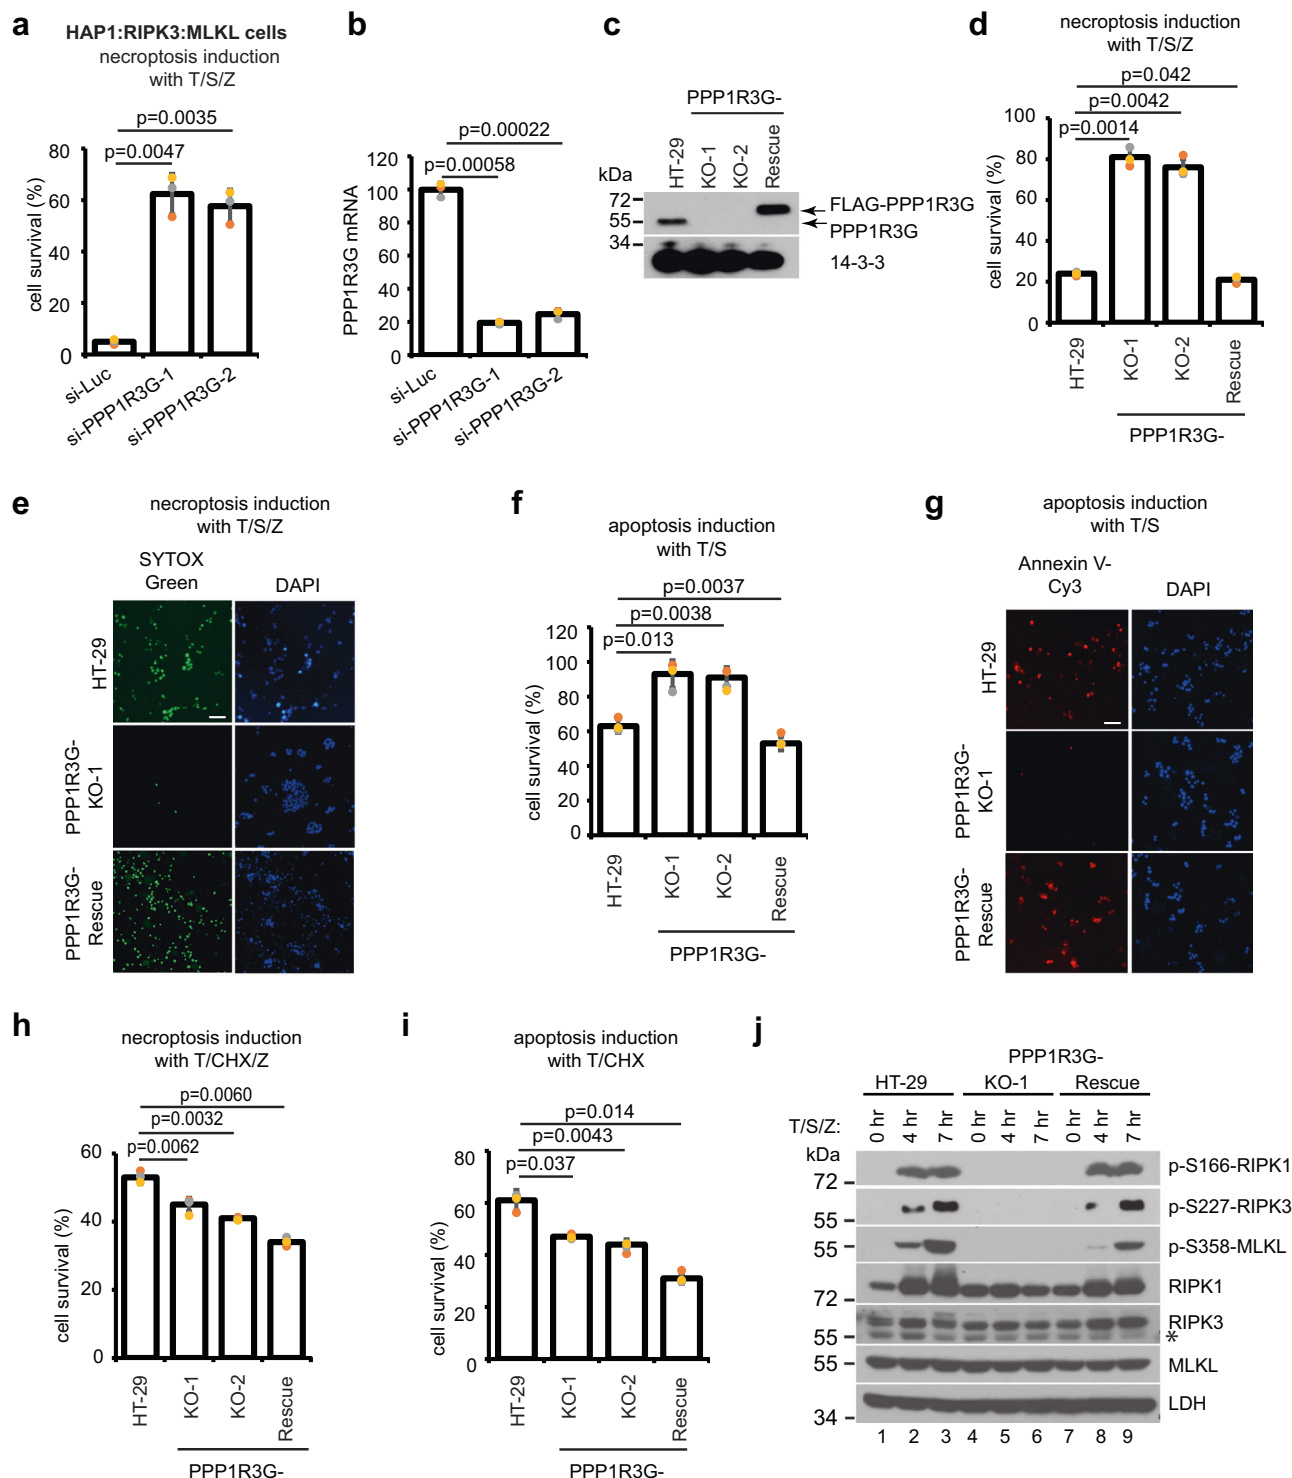 a
HAP1:RIPK3:MLKL cells
necroptosis induction
with T/S/Z
p=0.0035
p=0.0047
80
60
40
20
0
cell survival (%)
si-Luc
si-PPP1R3G-1
si-PPP1R3G-2
b
p=0.00022
p=0.00058
120
100
80
60
40
20
0
PPP1R3G mRNA
si-Luc
si-PPP1R3G-1
si-PPP1R3G-2
c
PPP1R3G-
HT-29
KO-1
KO-2
Rescue
kDa
72
55
34
FLAG-PPP1R3G
PPP1R3G
14-3-3
d
necroptosis induction
with T/S/Z
p=0.042
p=0.0042
p=0.0014
100
80
60
40
20
0
cell survival (%)
HT-29
KO-1
KO-2
Rescue
PPP1R3G-
e
necroptosis induction
with T/S/Z
SYTOX
Green
DAPI
HT-29
PPP1R3G-
KO-1
PPP1R3G-
Rescue
f
apoptosis induction
with T/S
p=0.0037
p=0.0038
p=0.013
120
100
80
60
40
20
0
cell survival (%)
HT-29
KO-1
KO-2
Rescue
PPP1R3G-
g
apoptosis induction
with T/S
Annexin V-
Cy3
DAPI
HT-29
PPP1R3G-
KO-1
PPP1R3G-
Rescue
h
necroptosis induction
with T/CHX/Z
p=0.0060
p=0.0032
p=0.0062
60
40
20
0
cell survival (%)
HT-29
KO-1
KO-2
Rescue
PPP1R3G-
i
apoptosis induction
with T/CHX
p=0.014
p=0.0043
p=0.037
80
60
40
20
0
cell survival (%)
HT-29
KO-1
KO-2
Rescue
PPP1R3G-
j
PPP1R3G-
HT-29 KO-1 Rescue
T/S/Z: 0 hr 4 hr 7 hr 0 hr 4 hr 7 hr 0 hr 4 hr 7 hr
kDa
72 p-S166-RIPK1
55 p-S227-RIPK3
55 p-S358-MLKL
72 RIPK1
55 RIPK3
*
55 MLKL
34 LDH
1 2 3 4 5 6 7 8 9